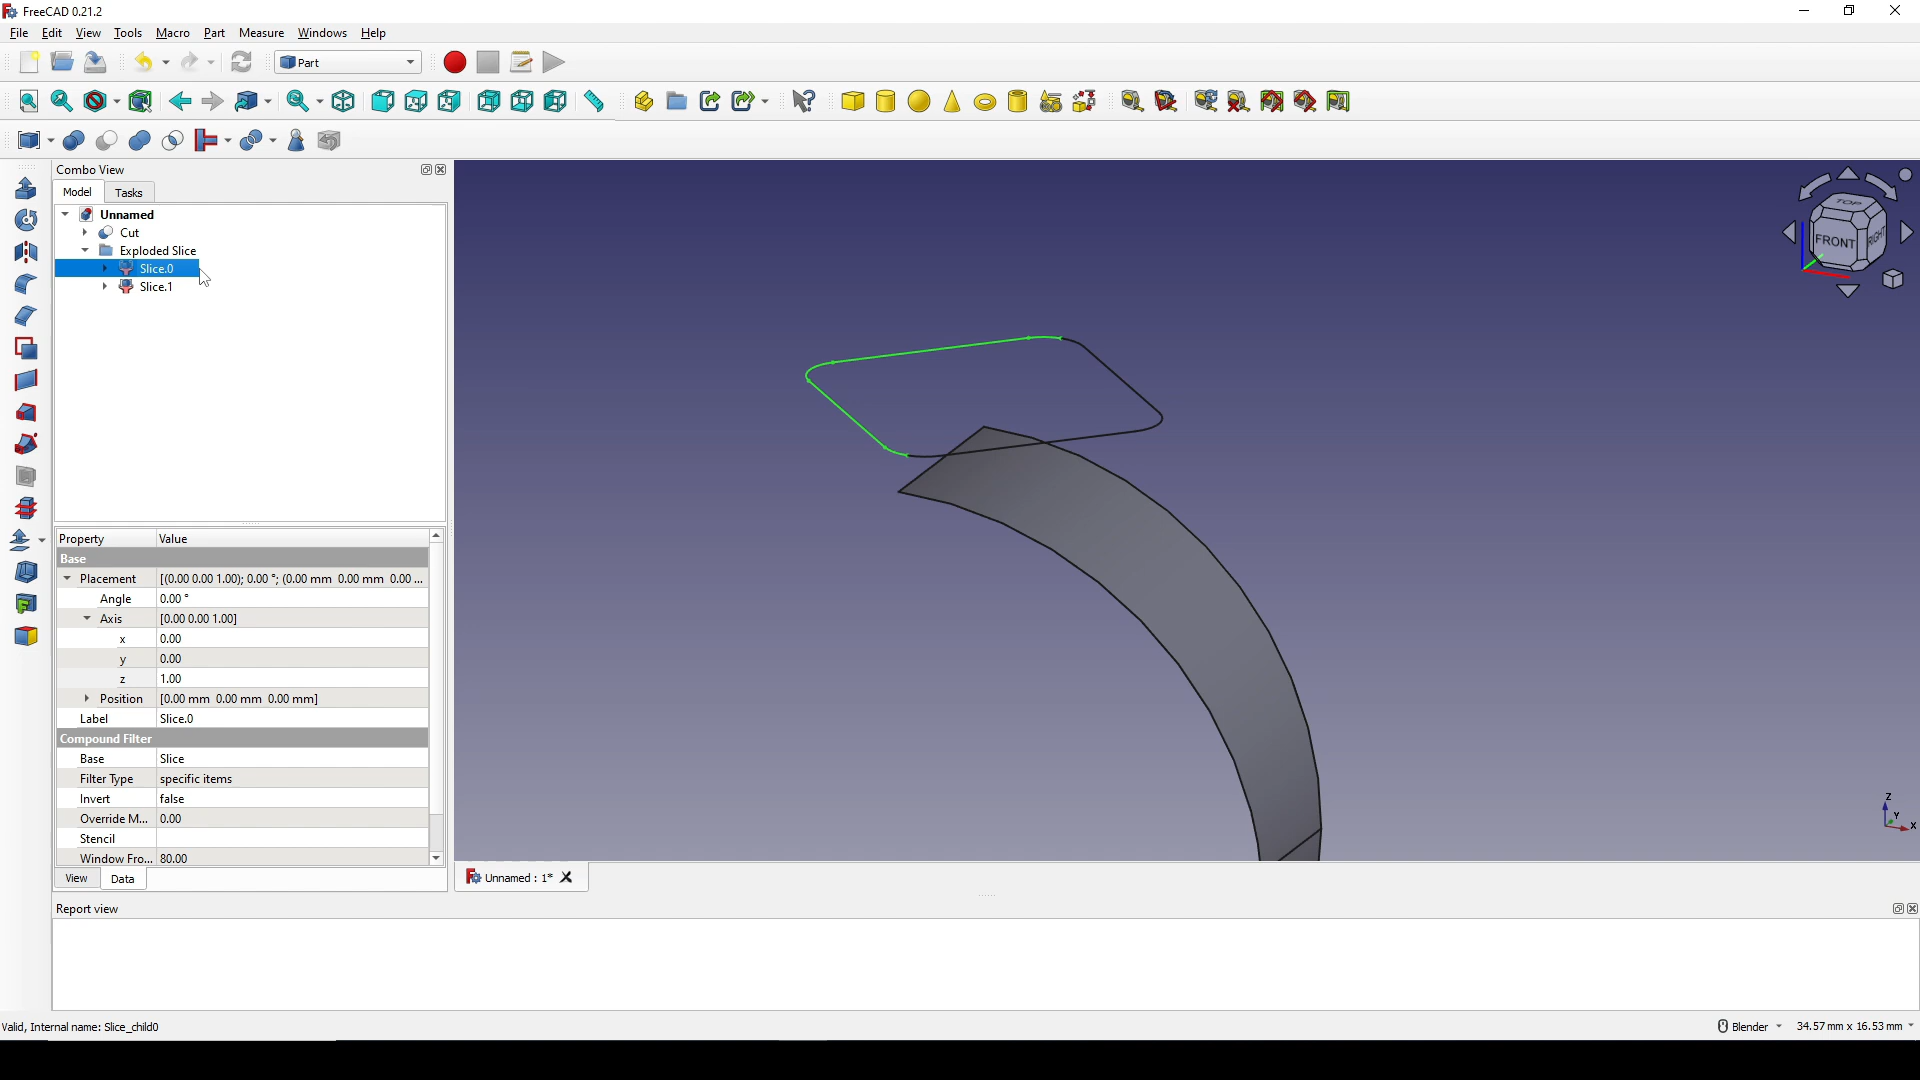 FreeCAD 0.21.2
File Edit View Tools Macro Part Measure Windows Help
Part
Combo View
Model Tasks
Unnamed
Cut
Exploded Slice
Slice.0
Slice.1
Property Value
Base
Placement [(0.00 0.00 1.00); 0.00 °; (0.00 mm 0.00 mm 0.00 ...
Angle 0.00 °
Axis [0.00 0.00 1.00]
x 0.00
y 0.00
z 1.00
Position [0.00 mm 0.00 mm 0.00 mm]
Label Slice.0
Compound Filter
Base Slice
Filter Type specific items
Invert false
Override M... 0.00
Stencil
Window Fro... 80.00
View Data
TOP
FRONT RIGHT
Z
Y
X
Unnamed : 1*
Report view
Valid, Internal name: Slice_child0
Blender 34.57 mm x 16.53 mm